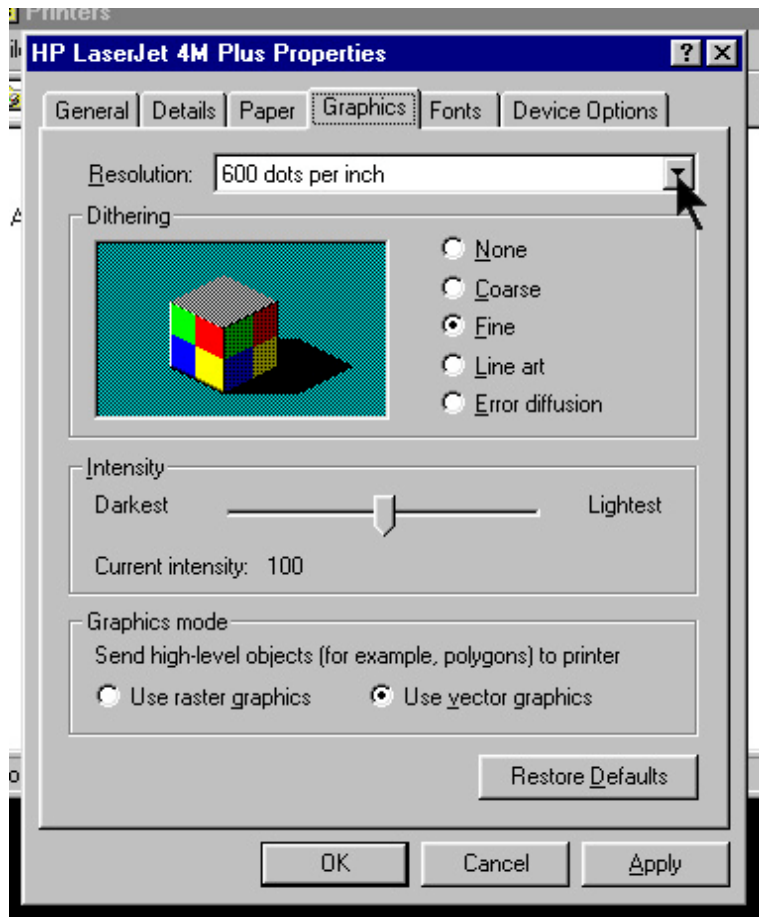 Printers
HP LaserJet 4M Plus Properties
General Details Paper Graphics Fonts Device Options
Resolution: 600 dots per inch
Dithering
None
Coarse
Fine
Line art
Error diffusion
Intensity
Darkest Lightest
Current intensity: 100
Graphics mode
Send high-level objects (for example, polygons) to printer
Use raster graphics Use vector graphics
Restore Defaults
OK Cancel Apply